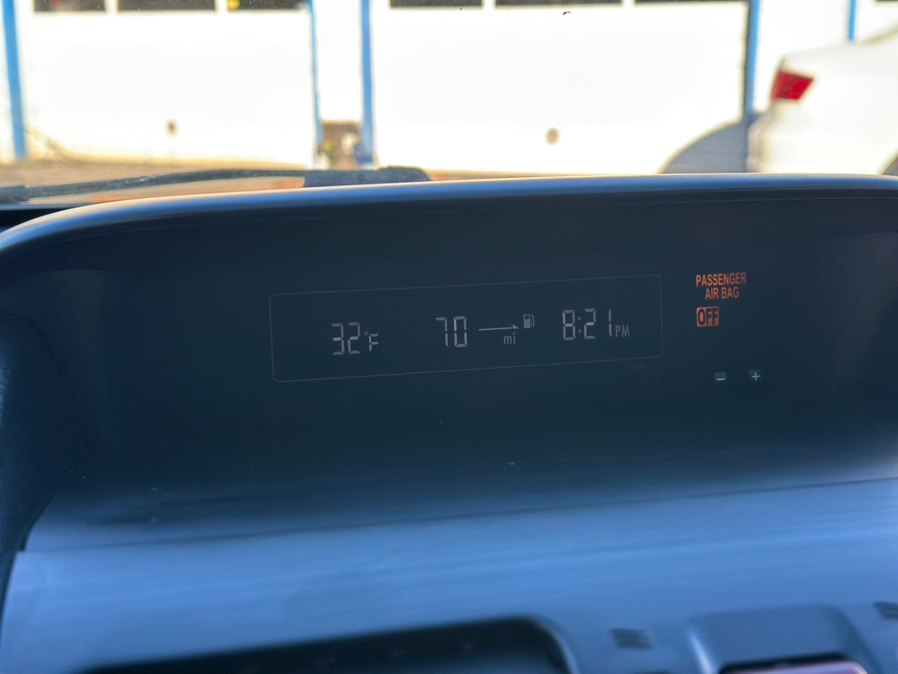 32°F 70 mi 8:21 PM
PASSENGER
AIR BAG
OFF
- +